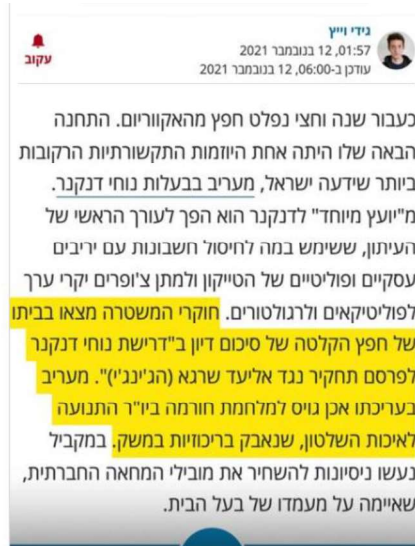 גידי וייץ
01:57, 12 בנובמבר 2021
עודכן ב-06:00, 12 בנובמבר 2021
עקוב
כעבור שנה וחצי נפלט חפץ מהאקווריום. התחנה
הבאה שלו היתה אחת היוזמות התקשורתיות הרקובות
ביותר שידעה ישראל, מעריב בבעלות נוחי דנקנר.
מ"יועץ מיוחד" לדנקנר הוא הפך לעורך הראשי של
העיתון, ששימש במה לחיסול חשבונות עם יריבים
עסקיים ופוליטיים של הטייקון ולמתן צ'ופרים יקרי ערך
לפוליטיקאים ולרגולטורים. חוקרי המשטרה מצאו בביתו
של חפץ הקלטה של סיכום דיון ב"דרישת נוחי דנקנר
לפרסם תחקיר נגד אליעד שרגא (הג'ינג'י)". מעריב
בעריכתו אכן גויס למלחמת חורמה ביו"ר התנועה
לאיכות השלטון, שנאבק בריכוזיות במשק. במקביל
נעשו ניסיונות להשחיר את מובילי המחאה החברתית,
שאיימה על מעמדו של בעל הבית.